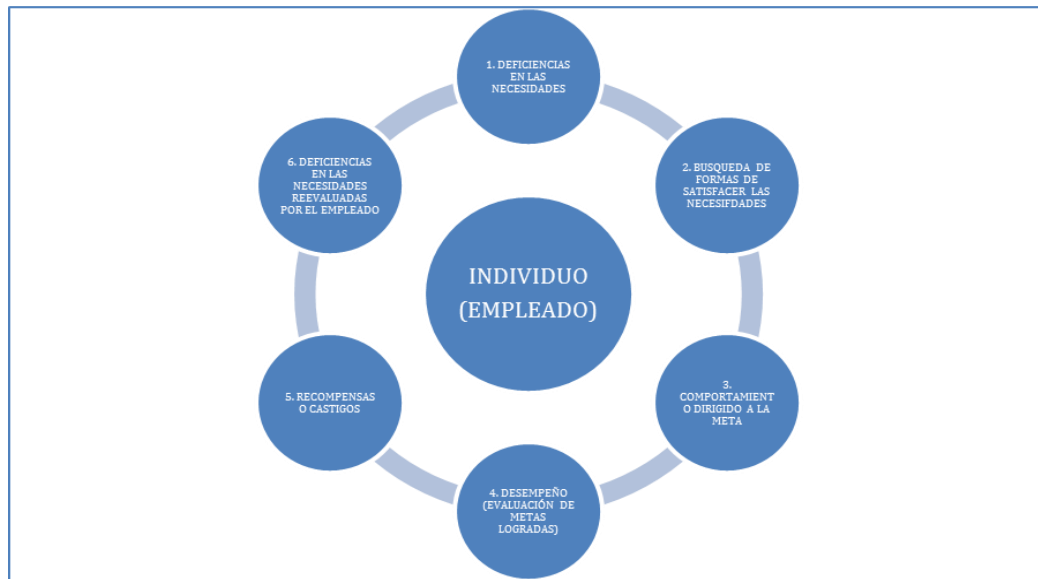 1. DEFICIENCIAS
EN LAS
NECESIDADES
2. BUSQUEDA DE
FORMAS DE
SATISFACER LAS
NECESIFDADES
3.
COMPORTAMIENT
O DIRIGIDO A LA
META
4. DESEMPEÑO
(EVALUACIÓN DE
METAS
LOGRADAS)
5. RECOMPENSAS
O CASTIGOS
6. DEFICIENCIAS
EN LAS
NECESIDADES
REEVALUADAS
POR EL EMPLEADO
INDIVIDUO
(EMPLEADO)